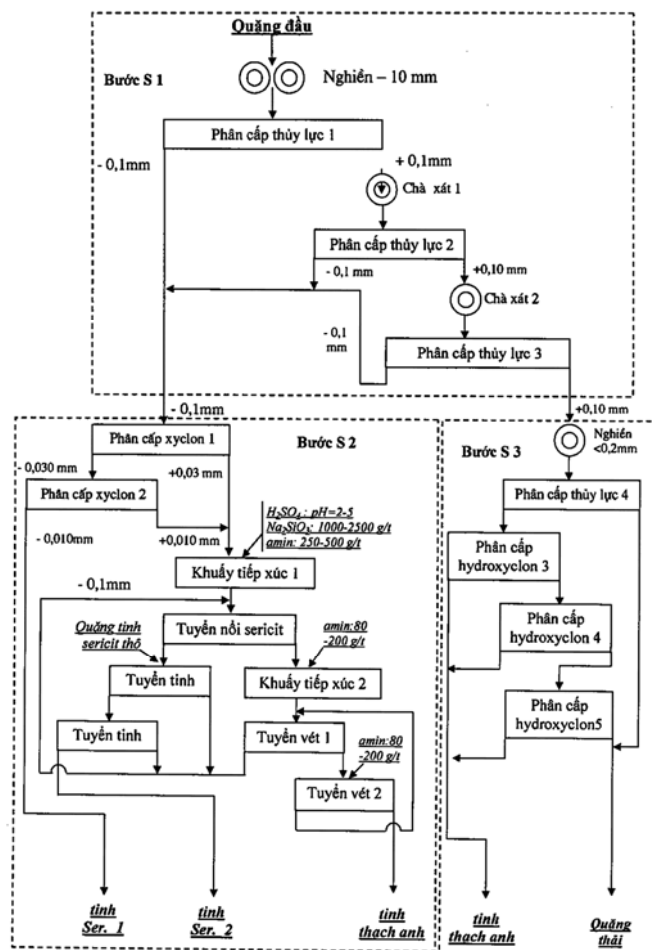 Quặng đầu
Bước S 1
Nghiền – 10 mm
Phân cấp thủy lực 1
- 0,1mm
+ 0,1mm
Chà xát 1
Phân cấp thủy lực 2
- 0,1 mm
+0,10 mm
Chà xát 2
- 0,1
mm
Phân cấp thủy lực 3
- 0,1mm
+0,10 mm
Phân cấp xyclon 1
Bước S 2
Nghiền
<0,2mm
Bước S 3
- 0,030 mm
+0,03 mm
Phân cấp xyclon 2
Phân cấp thủy lực 4
- 0,010mm
+0,010 mm
H₂SO₄ : pH=2-5
Na₂SiO₃: 1000-2500 g/t
amin: 250-500 g/t
Phân cấp
hydroxyclon 3
Khuấy tiếp xúc 1
- 0,1mm
Tuyển nổi sericit
Phân cấp
hydroxyclon 4
Quặng tinh
sericit thô
amin:80
-200 g/t
Tuyển tinh
Khuấy tiếp xúc 2
Phân cấp
hydroxyclon5
Tuyển tinh
Tuyển vét 1
amin:80
-200 g/t
Tuyển vét 2
tinh
Ser. 1
tinh
Ser. 2
tinh
thạch anh
tinh
thạch anh
Quặng
thải